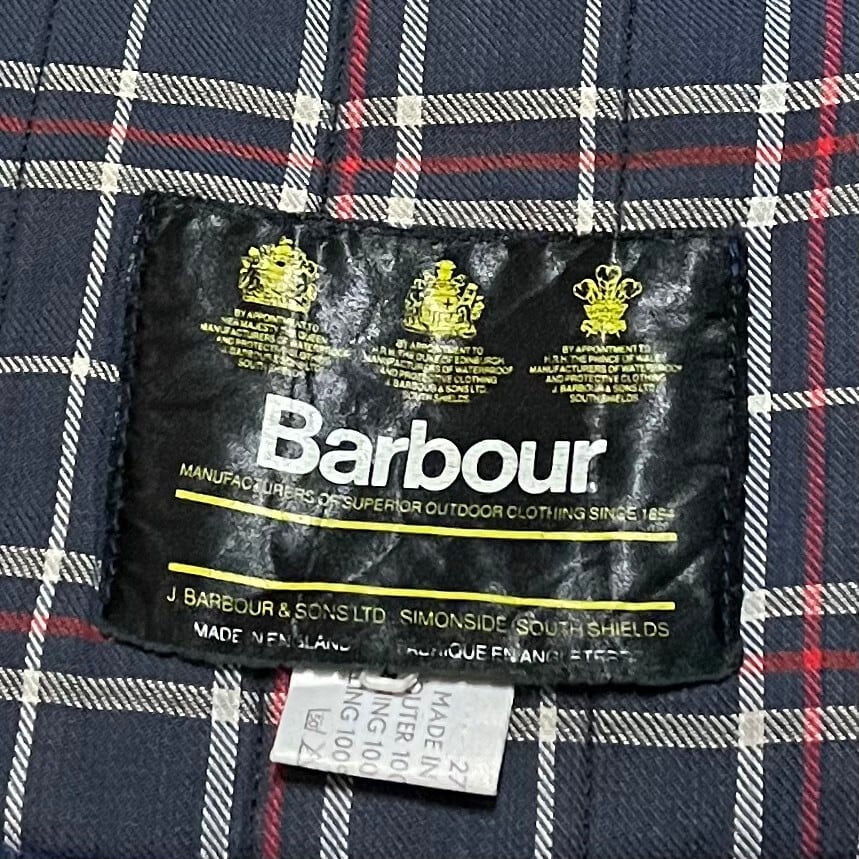 BY APPOINTMENT TO
HER MAJESTY THE QUEEN
MANUFACTURERS OF WATERPROOF
AND PROTECTIVE CLOTHING
J. BARBOUR & SONS LTD.
SOUTH SHIELDS
BY APPOINTMENT TO
H.R.H. THE DUKE OF EDINBURGH
MANUFACTURERS OF WATERPROOF
AND PROTECTIVE CLOTHING
J. BARBOUR & SONS LTD.
SOUTH SHIELDS
BY APPOINTMENT TO
H.R.H. THE PRINCE OF
MANUFACTURERS OF WATERPROOF
AND PROTECTIVE CLOTHING
J. BARBOUR & SONS LTD.
SOUTH SHIELDS
Barbour
MANUFACTURERS OF SUPERIOR OUTDOOR CLOTHING SINCE 1894
J. BARBOUR & SONS LTD SIMONSIDE SOUTH SHIELDS
MADE IN ENGLAND FABRIQUE EN ANGLETERRE
27
MADE IN
OUTER 100
100%